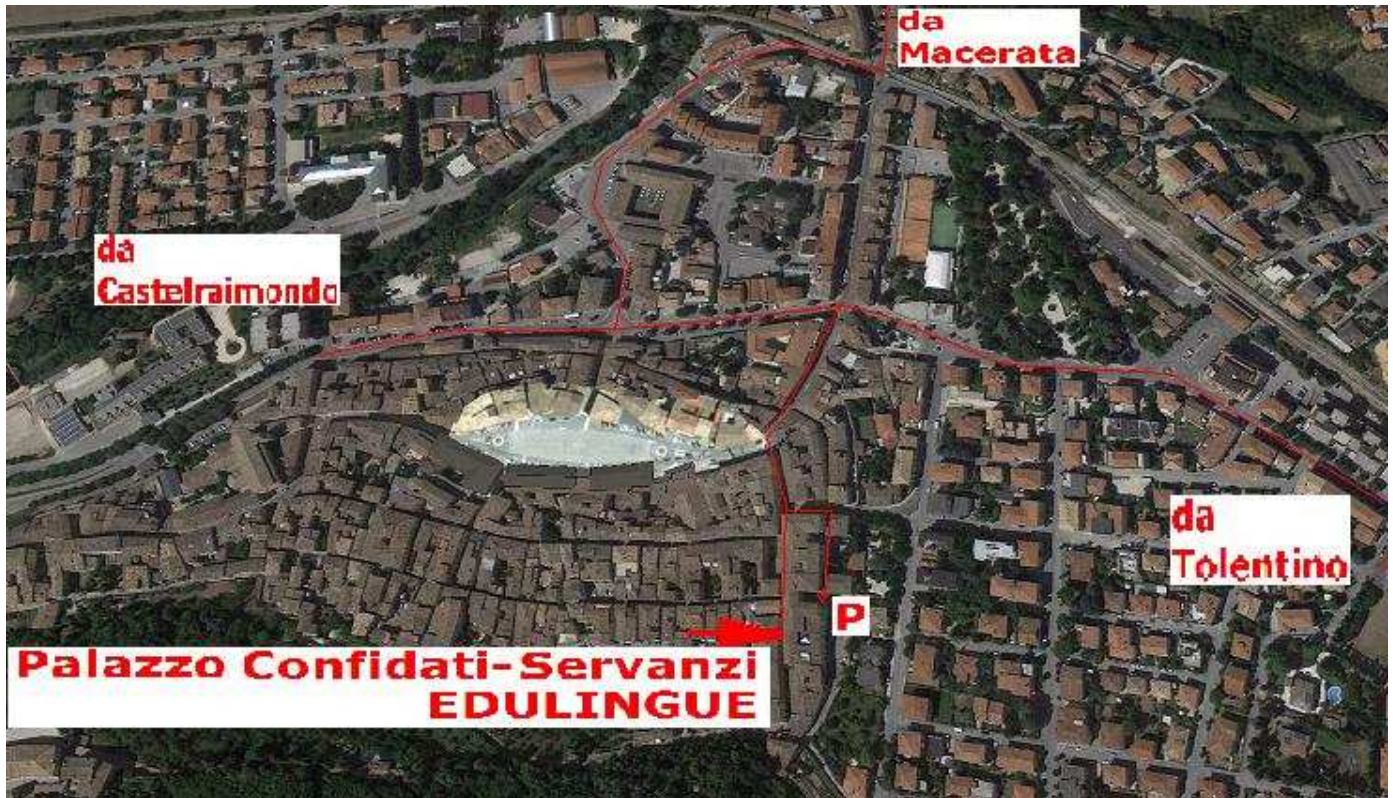 da
Macerata
da
Castelraimondo
da
Tolentino
P
Palazzo Confidati-Servanzi
EDULINGUE